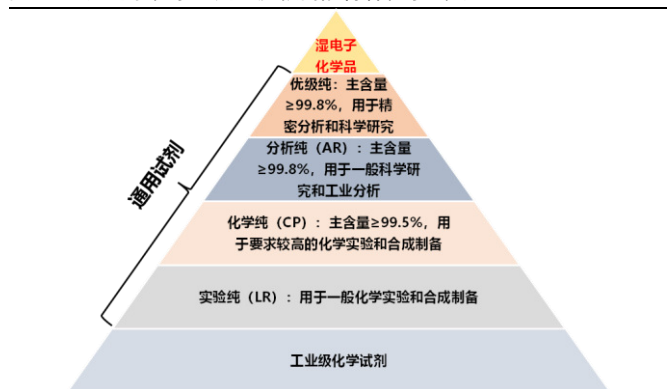 湿电子
化学品
优级纯：主含量
≥99.8%，用于精
密分析和科学研究
分析纯（AR）：主含量
≥99.8%，用于一般科学研
究和工业分析
通用试剂
化学纯（CP）：主含量≥99.5%，用
于要求较高的化学实验和合成制备
实验纯（LR）：用于一般化学实验和合成制备
工业级化学试剂